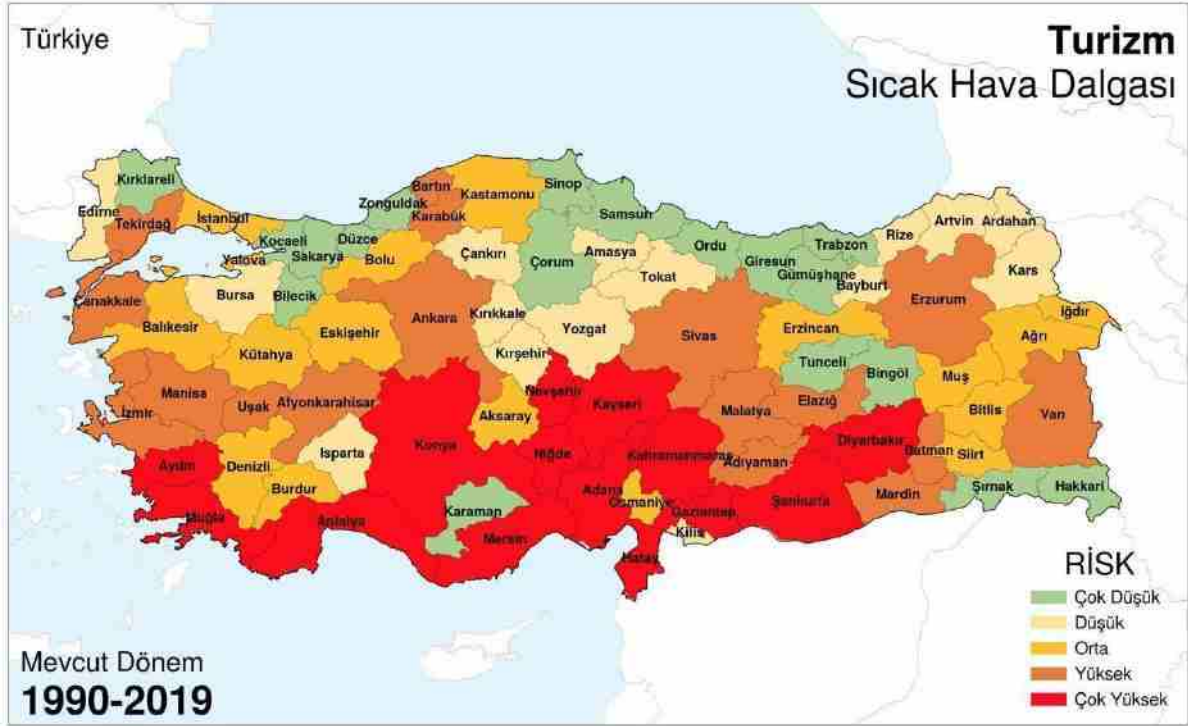 Türkiye
Turizm
Sıcak Hava Dalgası
Kırklareli
Edirne
Tekirdağ
İstanbul
Kocaeli
Yalova
Sakarya
Düzce
Zonguldak
Bartın
Karabük
Kastamonu
Sinop
Samsun
Ordu
Giresun
Trabzon
Gümüşhane
Rize
Artvin
Ardahan
Kars
Bayburt
Bolu
Çankırı
Çorum
Amasya
Tokat
Çanakkale
Bursa
Bilecik
Balıkesir
Kütahya
Eskişehir
Ankara
Kırıkkale
Kırşehir
Yozgat
Sivas
Erzincan
Erzurum
Iğdır
Ağrı
Tunceli
Bingöl
Muş
Bitlis
Van
Manisa
İzmir
Uşak
Afyonkarahisar
Aksaray
Nevşehir
Kayseri
Malatya
Elazığ
Diyarbakır
Batman
Siirt
Aydın
Denizli
Isparta
Burdur
Konya
Niğde
Kahramanmaraş
Adıyaman
Şanlıurfa
Mardin
Şırnak
Hakkari
Muğla
Antalya
Karaman
Mersin
Adana
Osmaniye
Gaziantep
Kilis
Hatay
RİSK
Çok Düşük
Düşük
Orta
Yüksek
Çok Yüksek
Mevcut Dönem
1990-2019